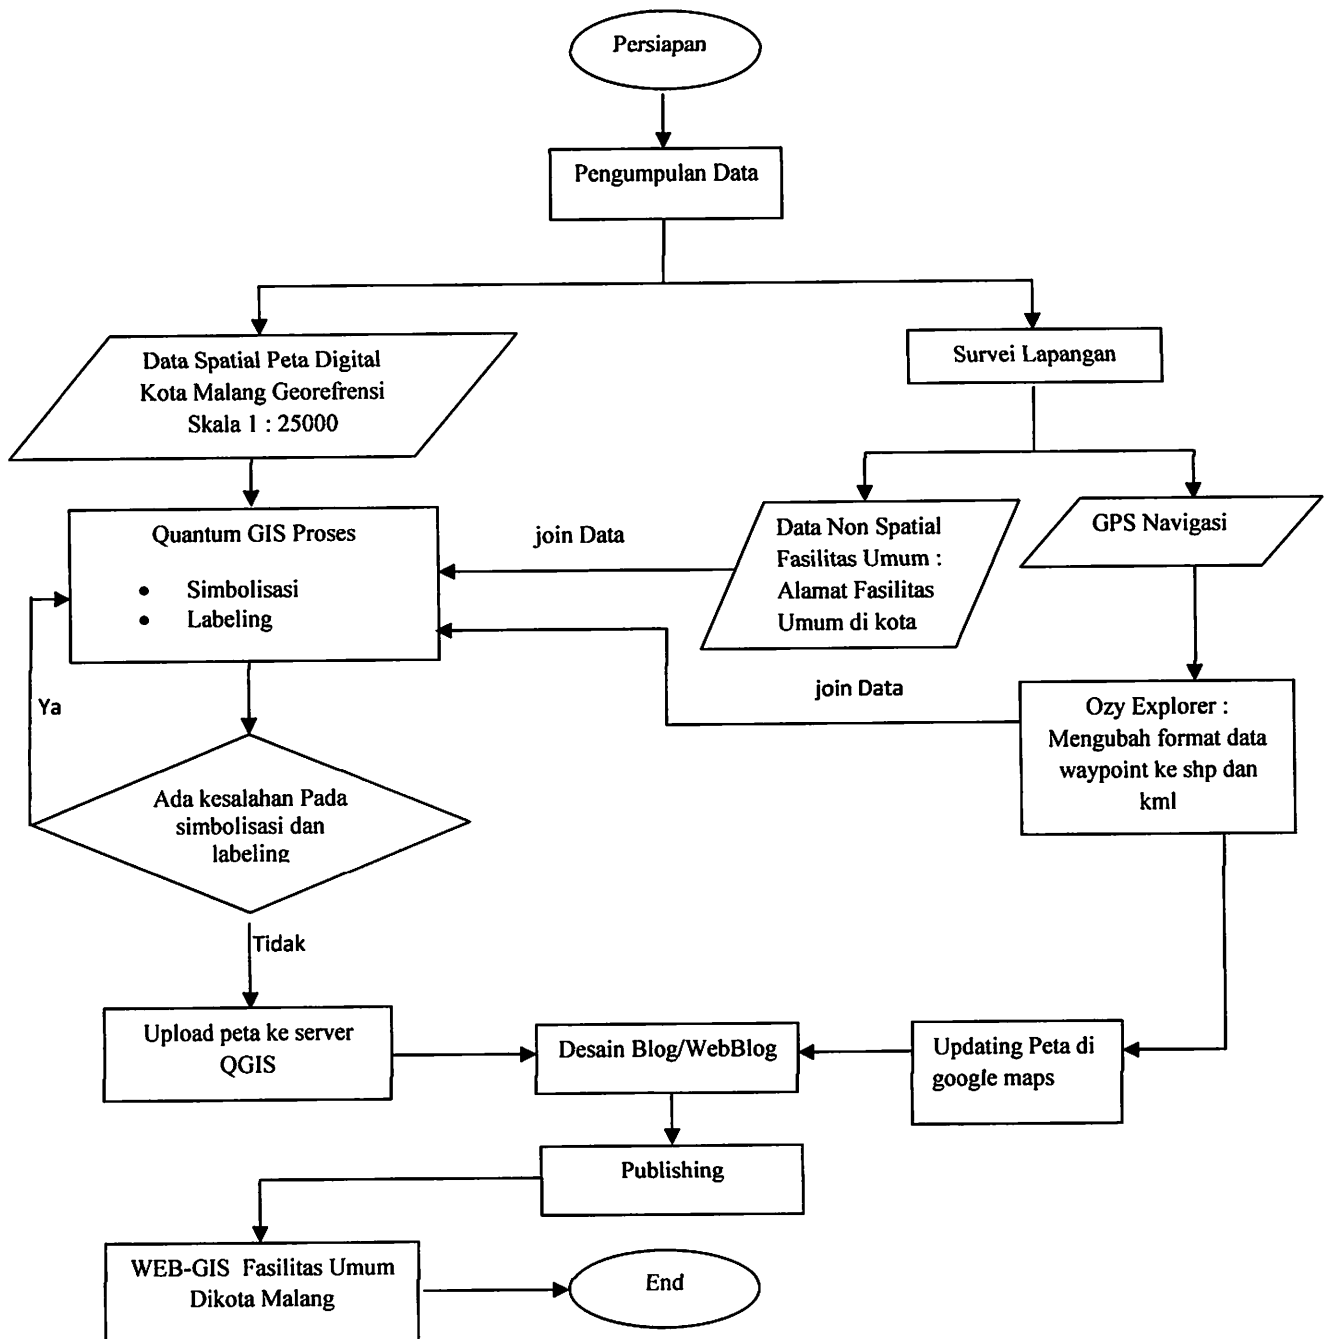 Persiapan
Pengumpulan Data
Data Spatial Peta Digital
Kota Malang Georefrensi
Skala 1 : 25000
Survei Lapangan
Quantum GIS Proses
• Simbolisasi
• Labeling
join Data
Data Non Spatial
Fasilitas Umum :
Alamat Fasilitas
Umum di kota
GPS Navigasi
join Data
Ozy Explorer :
Mengubah format data
waypoint ke shp dan
kml
Ya
Ada kesalahan Pada
simbolisasi dan
labeling
Tidak
Upload peta ke server
QGIS
Desain Blog/WebBlog
Updating Peta di
google maps
Publishing
WEB-GIS Fasilitas Umum
Dikota Malang
End